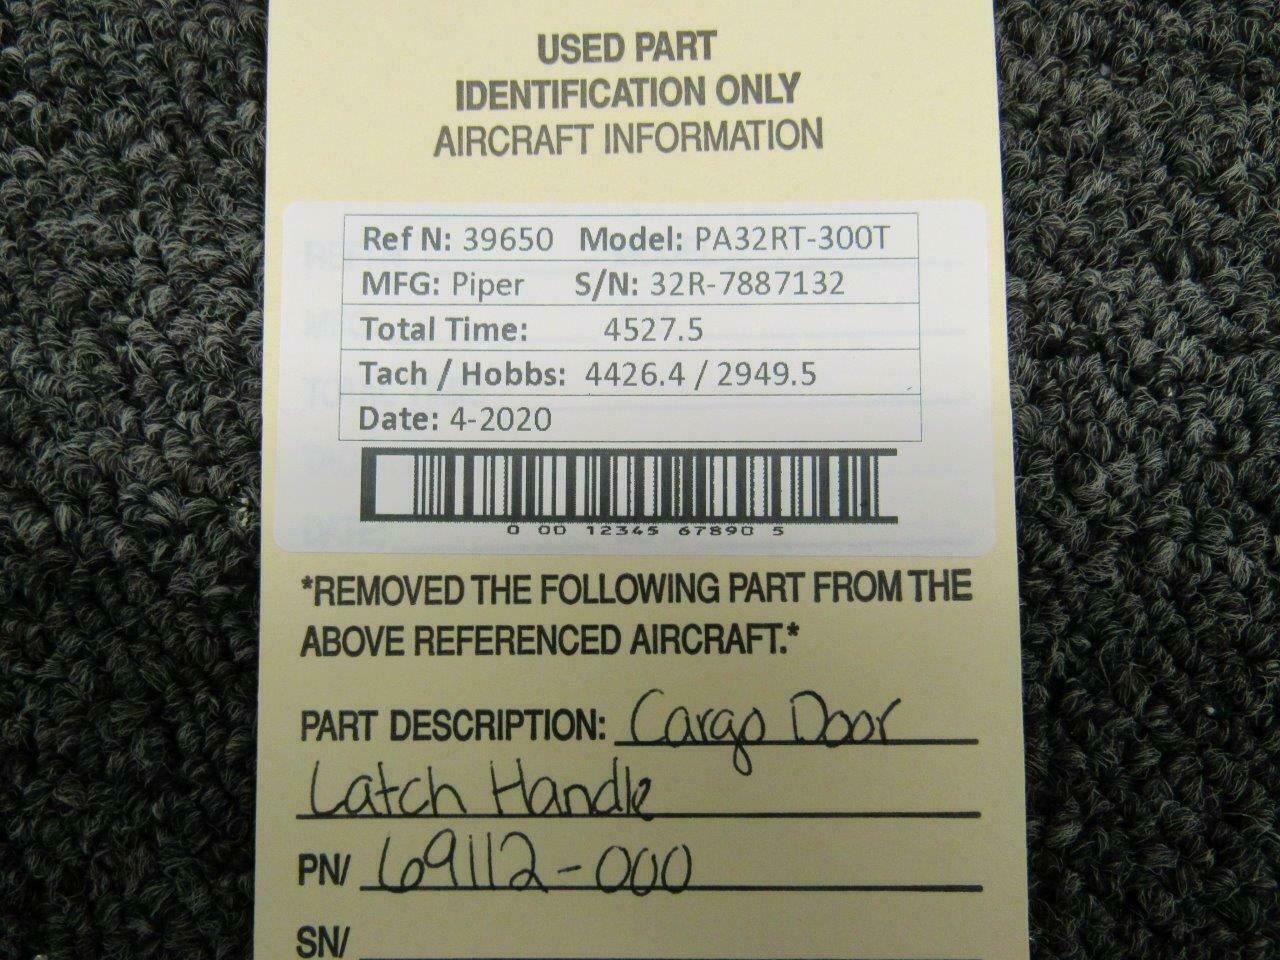 USED PART
IDENTIFICATION ONLY
AIRCRAFT INFORMATION
Ref N: 39650 Model: PA32RT-300T
MFG: Piper S/N: 32R-7887132
Total Time: 4527.5
Tach / Hobbs: 4426.4 / 2949.5
Date: 4-2020
0 00 12345 67890 5
*REMOVED THE FOLLOWING PART FROM THE
ABOVE REFERENCED AIRCRAFT.*
PART DESCRIPTION: Cargo Door
Latch Handle
PN/ 69112-000
SN/